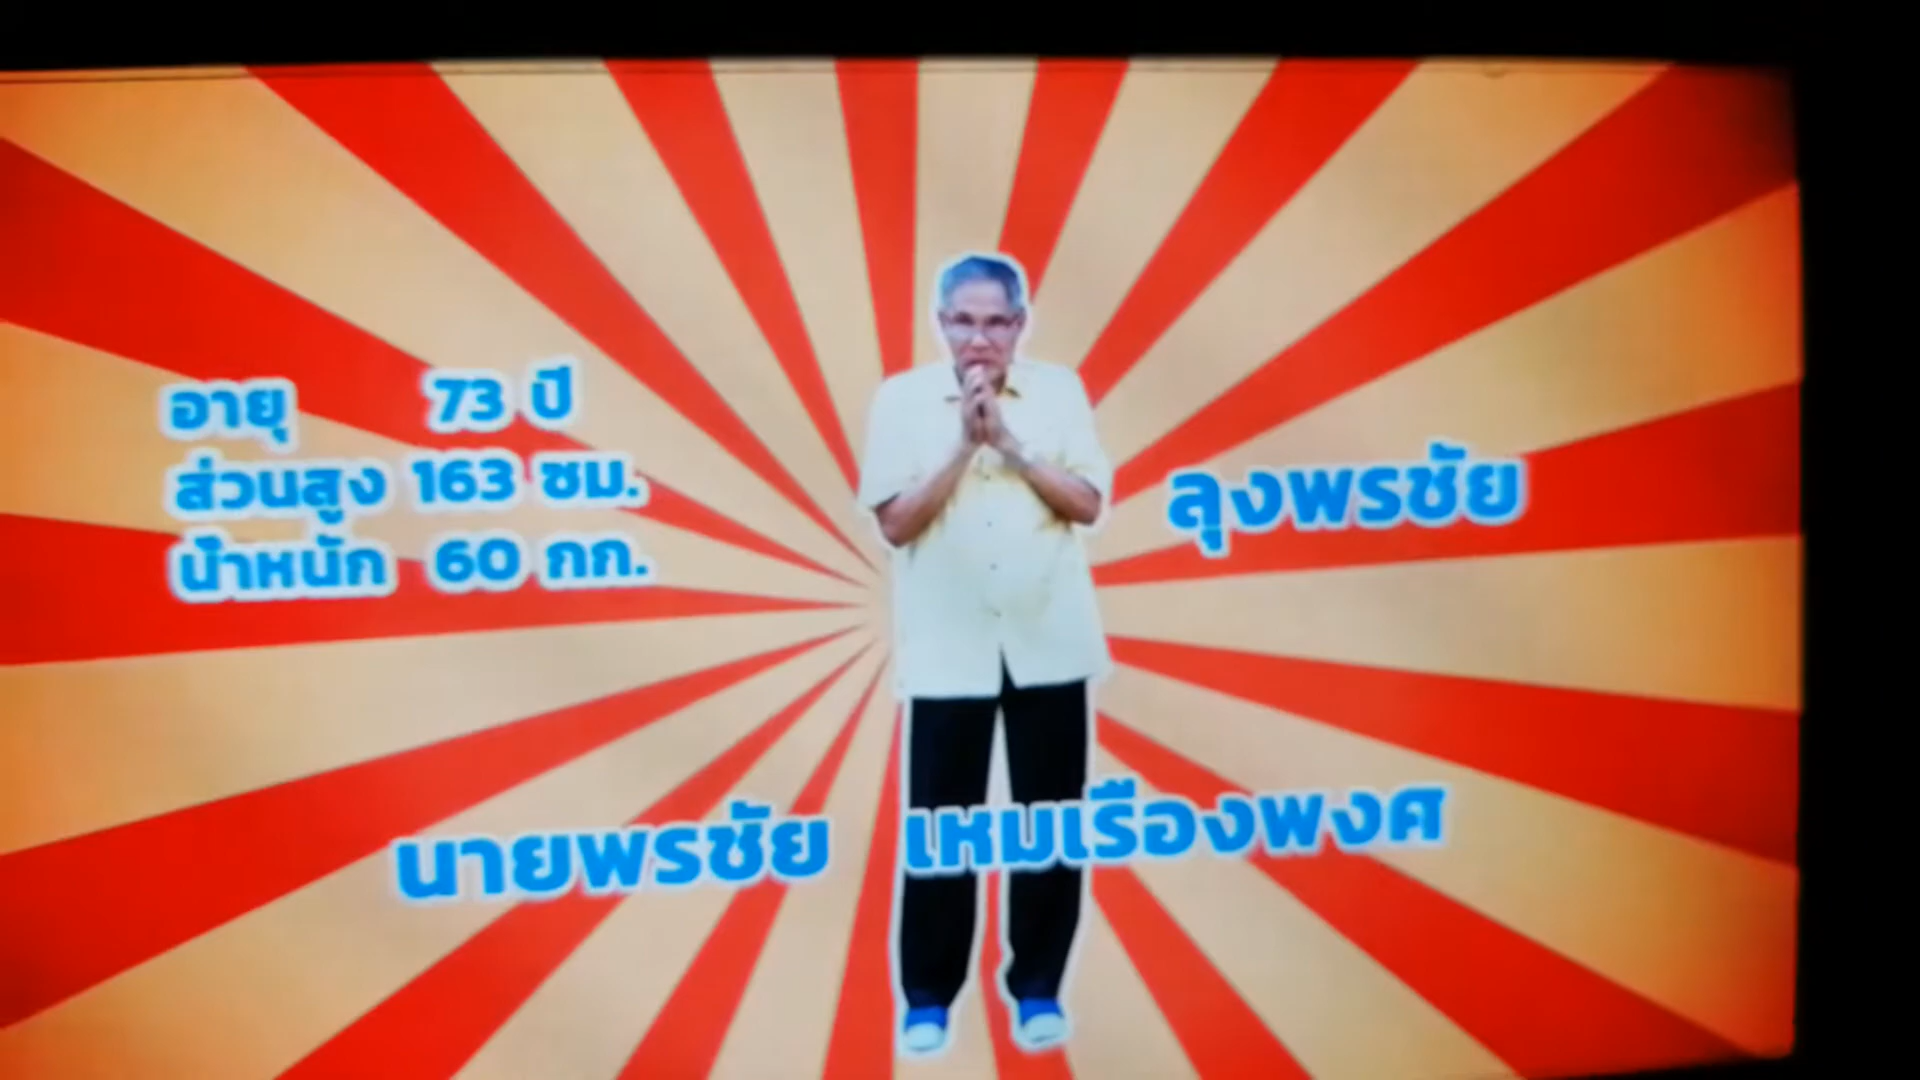 อายุ 73 ปี
ส่วนสูง 163 ซม.
น้ำหนัก 60 กก.
ลุงพรชัย
นายพรชัย เหมเรืองพงศ